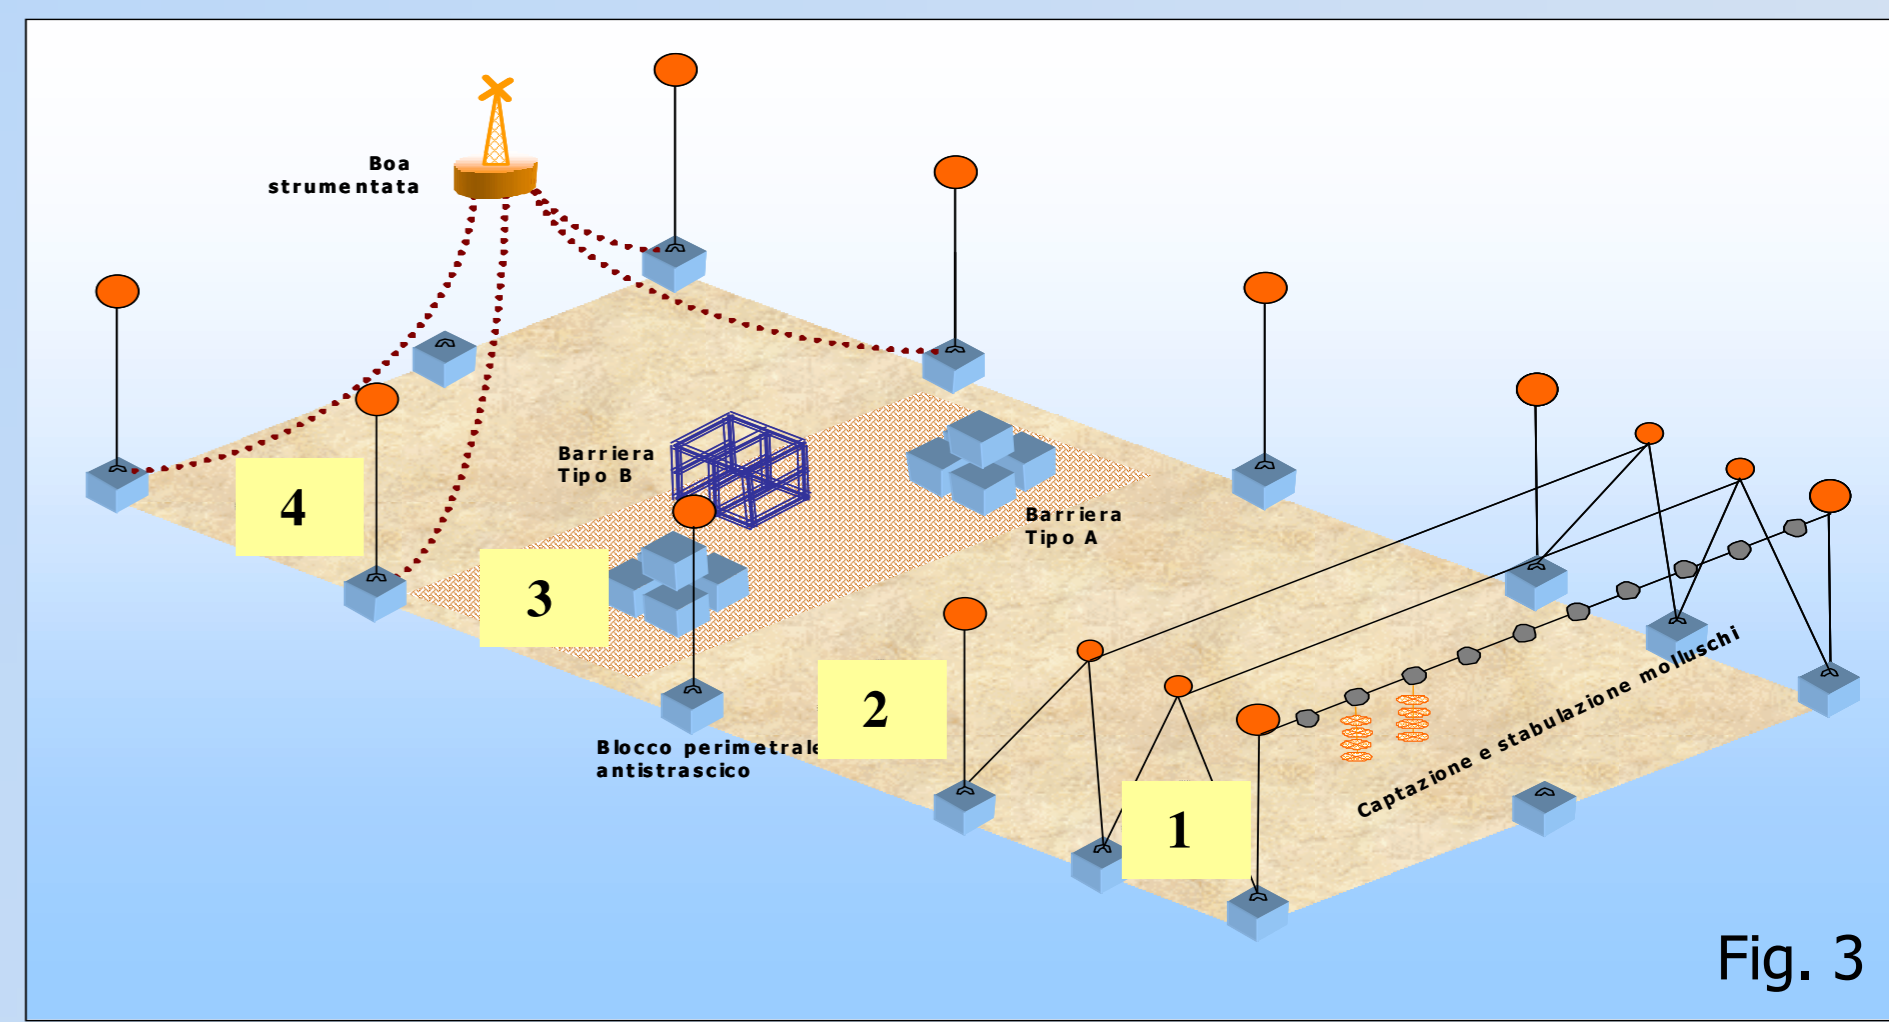 Boa
strumentata
Barriera
Tipo B
Barriera
Tipo A
4
3
2
Blocco perimetrale
antistrascico
1
Captazione e stabulazione molluschi
Fig. 3